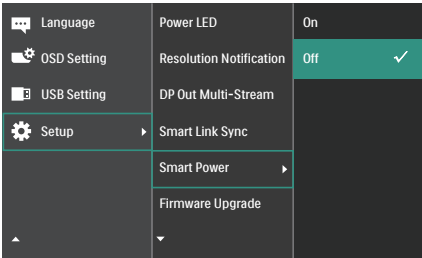 Language
OSD Setting
USB Setting
Setup
Power LED
Resolution Notification
DP Out Multi-Stream
Smart Link Sync
Smart Power
Firmware Upgrade
On
Off